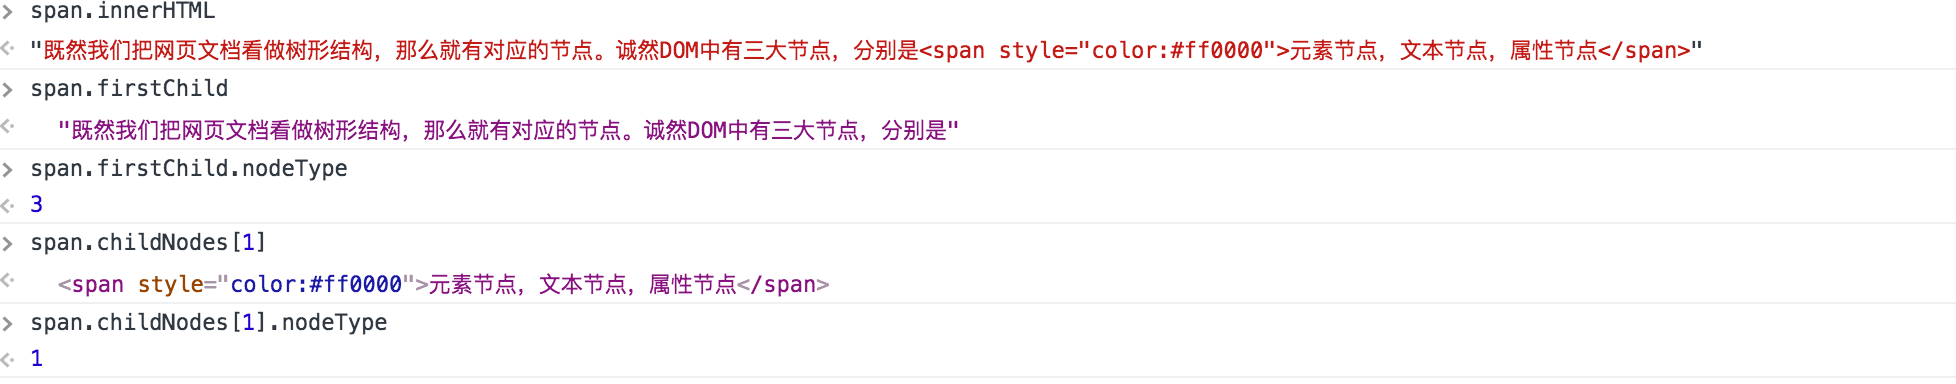 span.innerHTML
"既然我们把网页文档看做树形结构，那么就有对应的节点。诚然DOM中有三大节点，分别是<span style="color:#ff0000">元素节点，文本节点，属性节点</span>"
span.firstChild
"既然我们把网页文档看做树形结构，那么就有对应的节点。诚然DOM中有三大节点，分别是"
span.firstChild.nodeType
3
span.childNodes[1]
<span style="color:#ff0000">元素节点，文本节点，属性节点</span>
span.childNodes[1].nodeType
1